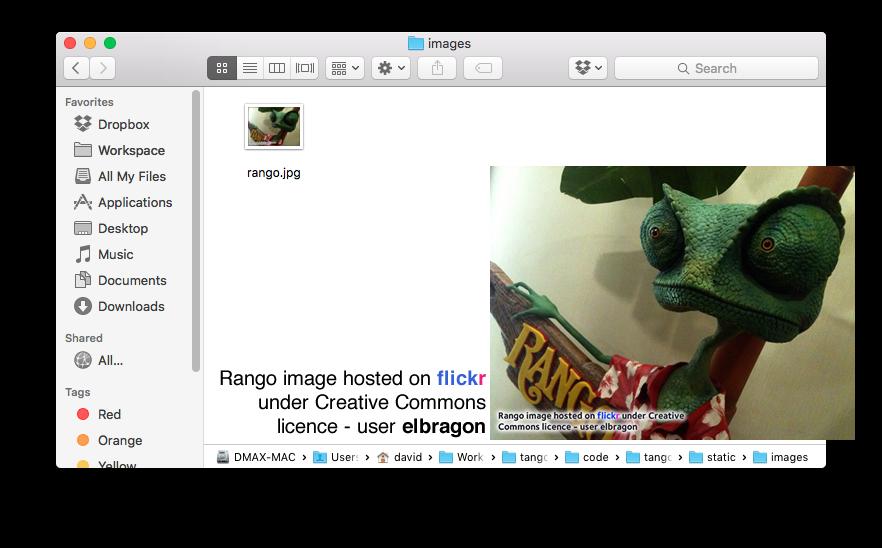 images
Search
Favorites
Dropbox
Workspace
All My Files
Applications
Desktop
Music
Documents
Downloads
Shared
All...
Tags
Red
Orange
Yellow
rango.jpg
RANGO
Rango image hosted on flickr
under Creative Commons
licence - user elbragon
Rango image hosted on flickr under Creative
Commons licence - user elbragon
DMAX-MAC › Users › david › Work › tango › code › tango › static › images